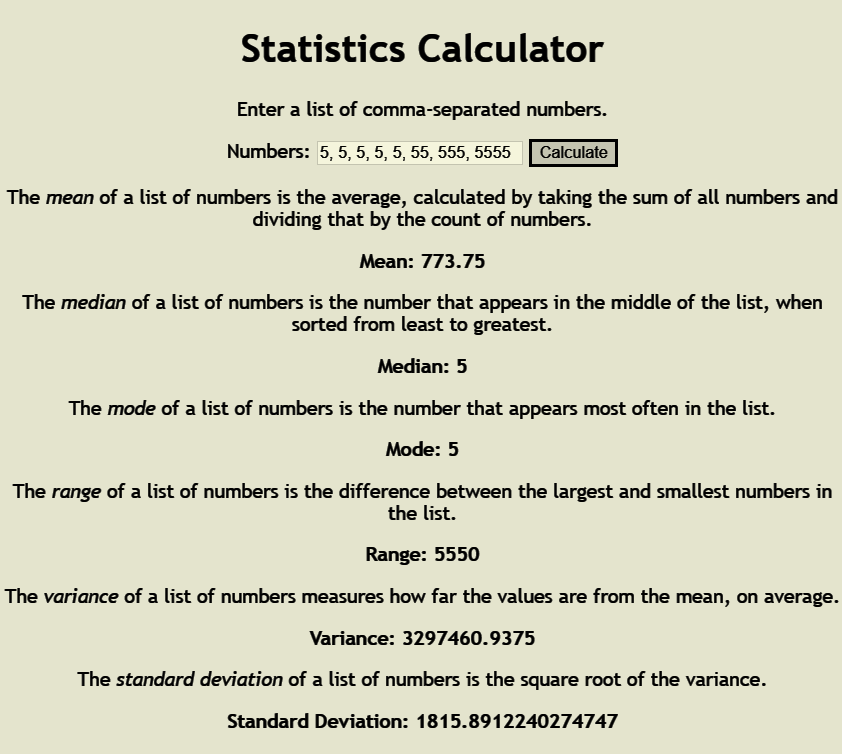 Statistics Calculator
Enter a list of comma-separated numbers.
Numbers: 5, 5, 5, 5, 5, 55, 555, 5555 Calculate
The mean of a list of numbers is the average, calculated by taking the sum of all numbers and
dividing that by the count of numbers.
Mean: 773.75
The median of a list of numbers is the number that appears in the middle of the list, when
sorted from least to greatest.
Median: 5
The mode of a list of numbers is the number that appears most often in the list.
Mode: 5
The range of a list of numbers is the difference between the largest and smallest numbers in
the list.
Range: 5550
The variance of a list of numbers measures how far the values are from the mean, on average.
Variance: 3297460.9375
The standard deviation of a list of numbers is the square root of the variance.
Standard Deviation: 1815.8912240274747